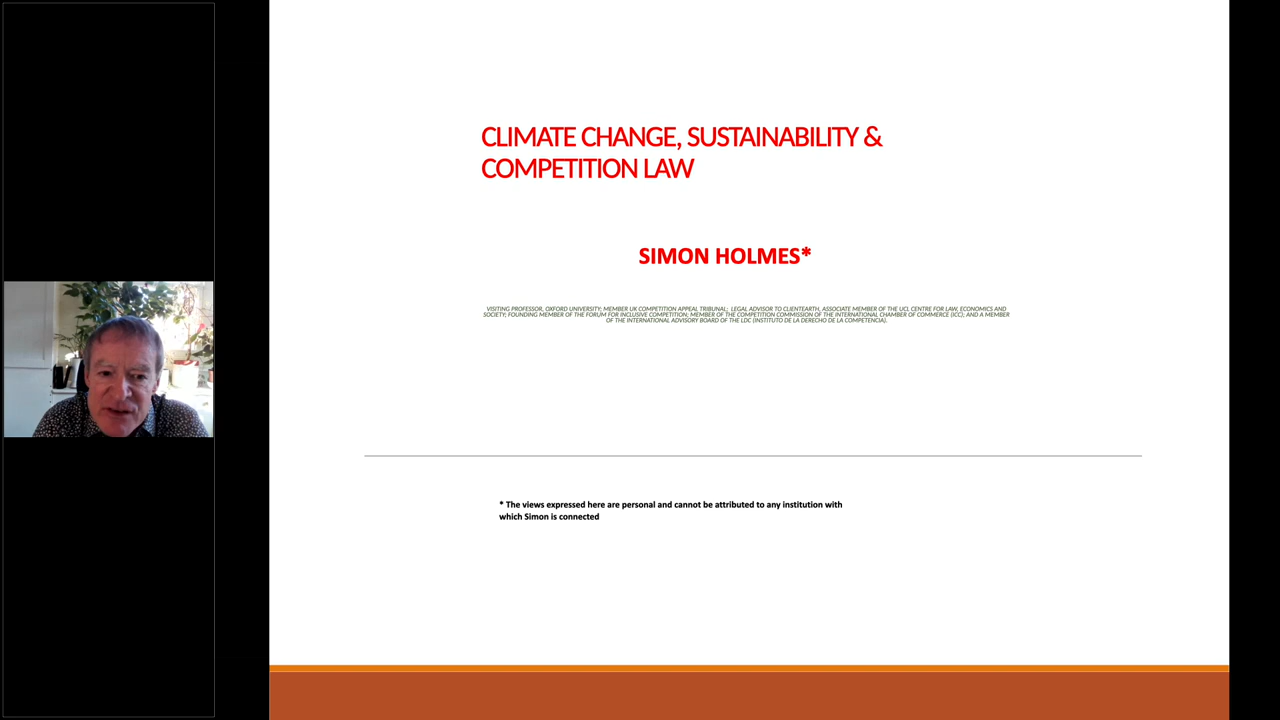 CLIMATE CHANGE, SUSTAINABILITY &
COMPETITION LAW
SIMON HOLMES*
VISITING PROFESSOR, OXFORD UNIVERSITY; MEMBER UK COMPETITION APPEAL TRIBUNAL; LEGAL ADVISOR TO CLIENTEARTH, ASSOCIATE MEMBER OF THE UCL CENTRE FOR LAW, ECONOMICS AND
SOCIETY; FOUNDING MEMBER OF THE FORUM FOR INCLUSIVE COMPETITION; MEMBER OF THE COMPETITION COMMISSION OF THE INTERNATIONAL CHAMBER OF COMMERCE (ICC); AND A MEMBER
OF THE INTERNATIONAL ADVISORY BOARD OF THE LDC (INSTITUTO DE LA DERECHO DE LA COMPETENCIA).
* The views expressed here are personal and cannot be attributed to any institution with
which Simon is connected